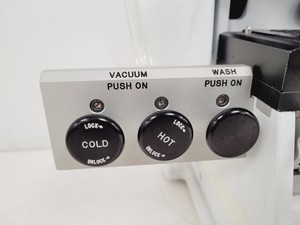 VACUUM
PUSH ON
WASH
PUSH ON
LOCK
COLD
UNLOCK
LOCK
HOT
UNLOCK